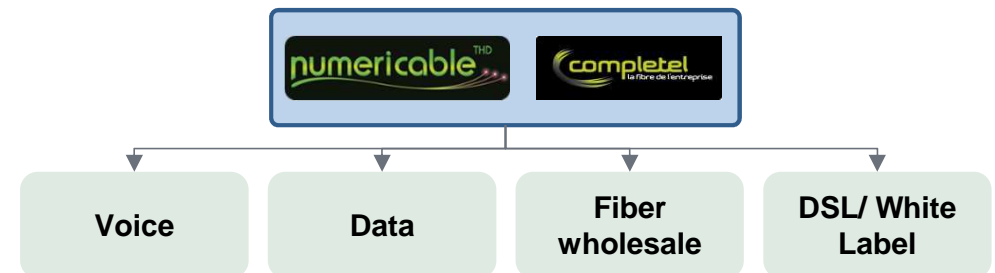 numericable THD
completel
la fibre de l'entreprise
Voice
Data
Fiber
wholesale
DSL/ White
Label